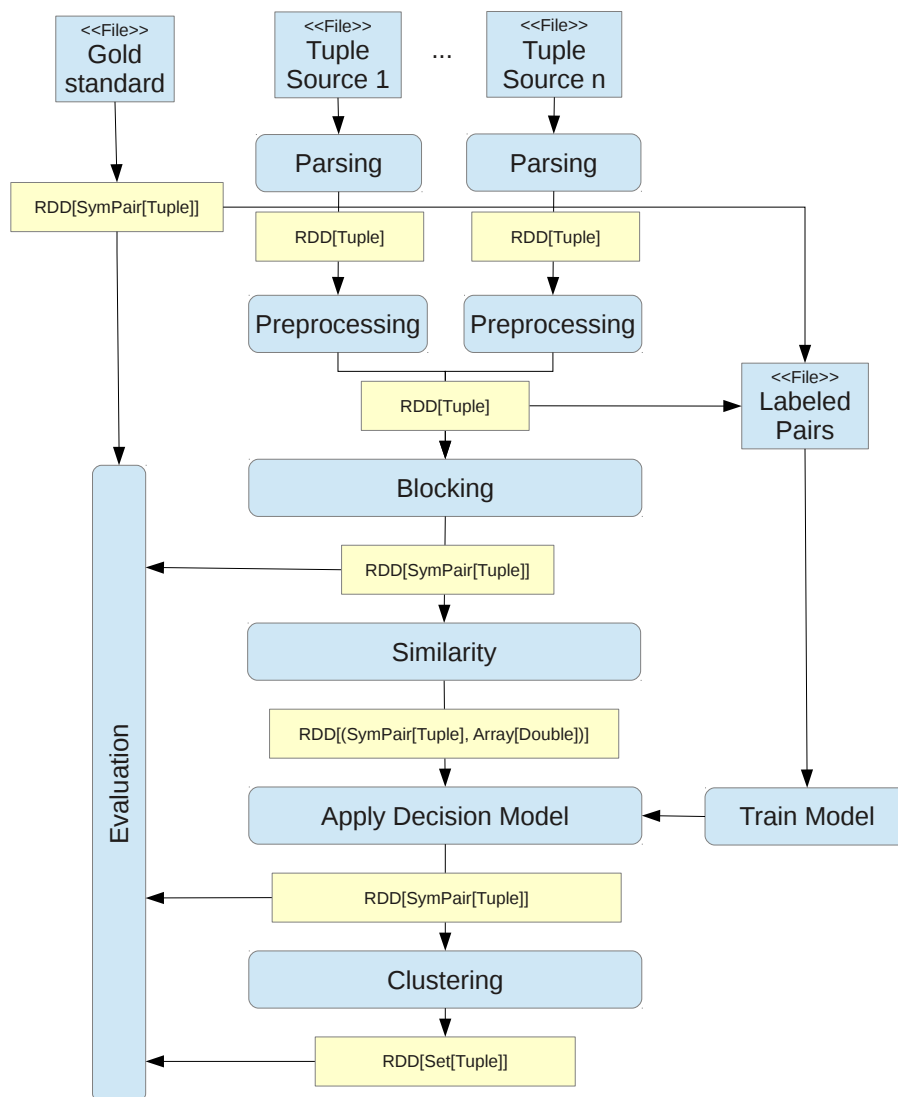 <<File>>
Gold
standard
<<File>>
Tuple
Source 1
...
<<File>>
Tuple
Source n
Parsing
Parsing
RDD[SymPair[Tuple]]
RDD[Tuple]
RDD[Tuple]
Preprocessing
Preprocessing
<<File>>
Labeled
Pairs
RDD[Tuple]
Blocking
RDD[SymPair[Tuple]]
Similarity
RDD[(SymPair[Tuple], Array[Double])]
Evaluation
Apply Decision Model
Train Model
RDD[SymPair[Tuple]]
Clustering
RDD[Set[Tuple]]